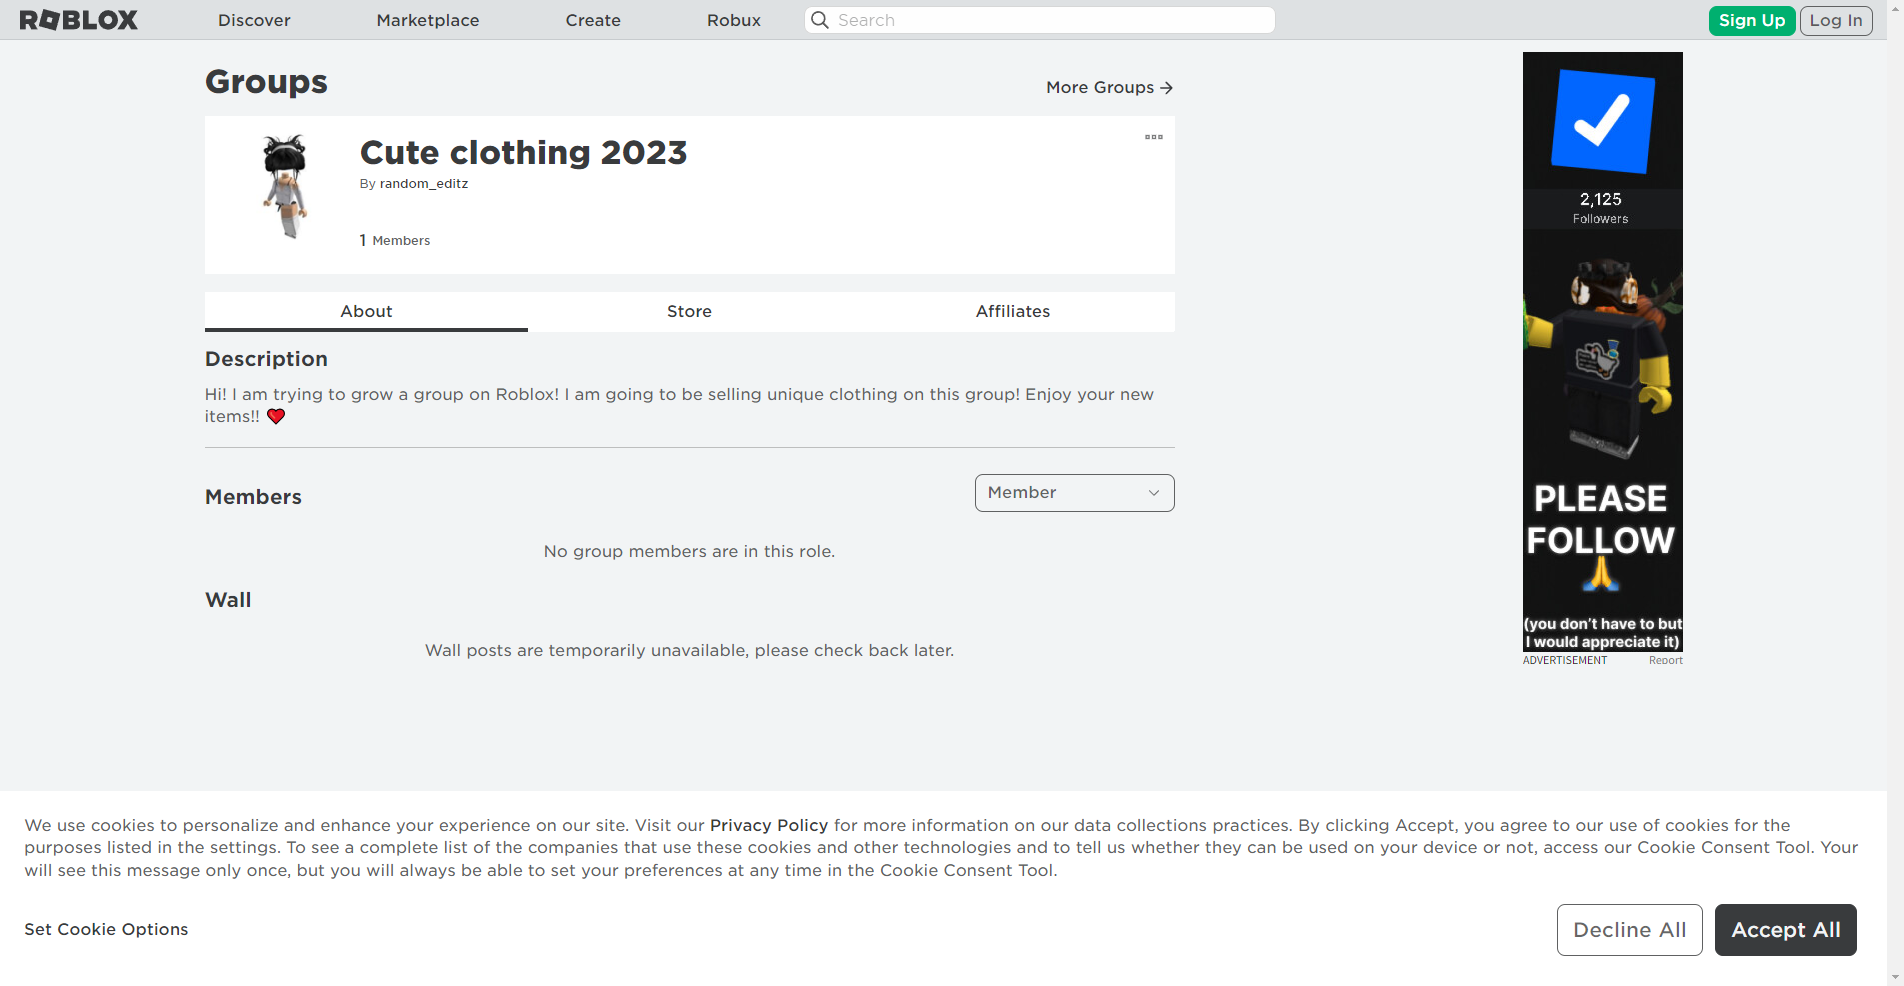 ROBLOX
Discover
Marketplace
Create
Robux
Search
Sign Up
Log In
Groups
More Groups
Cute clothing 2023
By random_editz
1 Members
About
Store
Affiliates
Description
Hi! I am trying to grow a group on Roblox! I am going to be selling unique clothing on this group! Enjoy your new
items!! ❤️
Members
Member
No group members are in this role.
Wall
Wall posts are temporarily unavailable, please check back later.
2,125
Followers
PLEASE
FOLLOW
🙏
(you don't have to but
I would appreciate it)
ADVERTISEMENT
Report
We use cookies to personalize and enhance your experience on our site. Visit our Privacy Policy for more information on our data collections practices. By clicking Accept, you agree to our use of cookies for the
purposes listed in the settings. To see a complete list of the companies that use these cookies and other technologies and to tell us whether they can be used on your device or not, access our Cookie Consent Tool. Your
will see this message only once, but you will always be able to set your preferences at any time in the Cookie Consent Tool.
Set Cookie Options
Decline All
Accept All